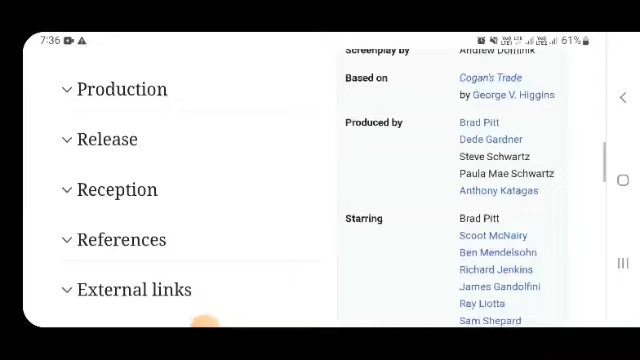 7:36
61%
Production
Release
Reception
References
External links
Screenplay by Andrew Dominik
Based on Cogan's Trade
by George V. Higgins
Produced by Brad Pitt
Dede Gardner
Steve Schwartz
Paula Mae Schwartz
Anthony Katagas
Starring Brad Pitt
Scoot McNairy
Ben Mendelsohn
Richard Jenkins
James Gandolfini
Ray Liotta
Sam Shepard